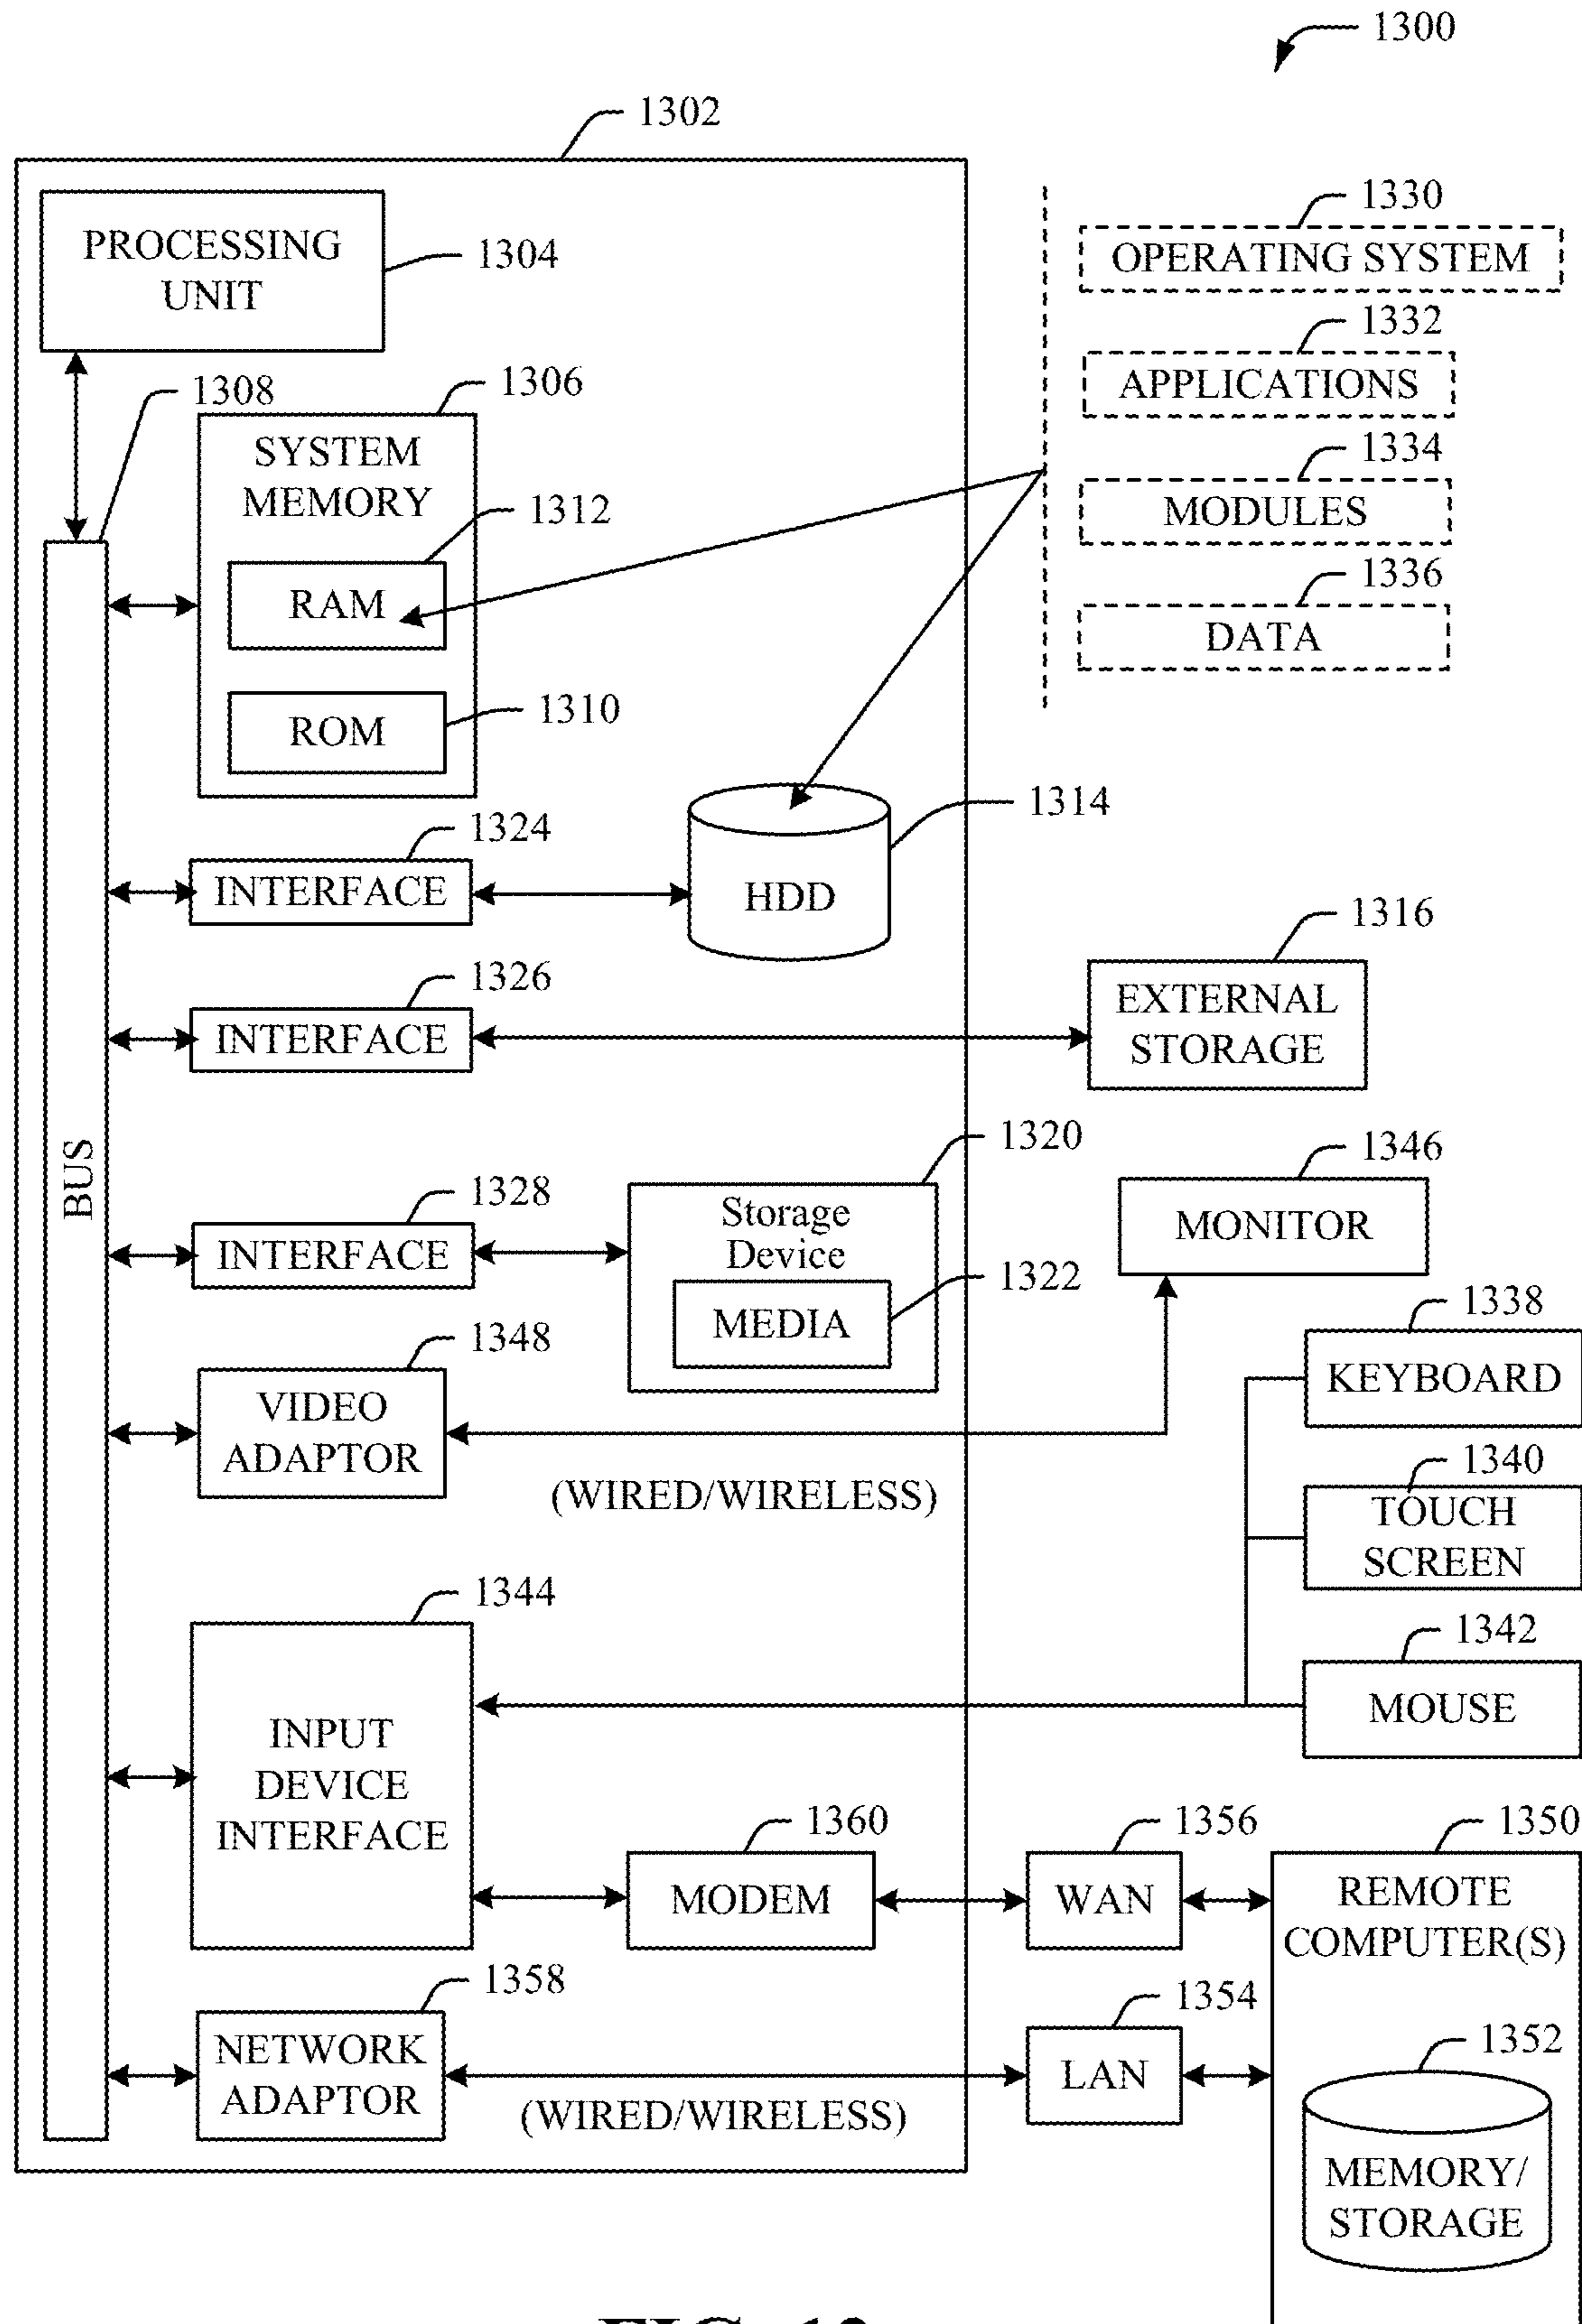 1300
1302
PROCESSING
UNIT
1304
1330
OPERATING SYSTEM
1332
APPLICATIONS
1334
MODULES
1336
DATA
1308
1306
SYSTEM
MEMORY
1312
RAM
1310
ROM
1324
INTERFACE
1314
HDD
1326
INTERFACE
1316
EXTERNAL
STORAGE
BUS
1328
INTERFACE
1320
Storage
Device
1322
MEDIA
1346
MONITOR
1348
VIDEO
ADAPTOR
(WIRED/WIRELESS)
1338
KEYBOARD
1340
TOUCH
SCREEN
1342
MOUSE
1344
INPUT
DEVICE
INTERFACE
1360
MODEM
1356
WAN
1350
REMOTE
COMPUTER(S)
1358
NETWORK
ADAPTOR
(WIRED/WIRELESS)
1354
LAN
1352
MEMORY/
STORAGE